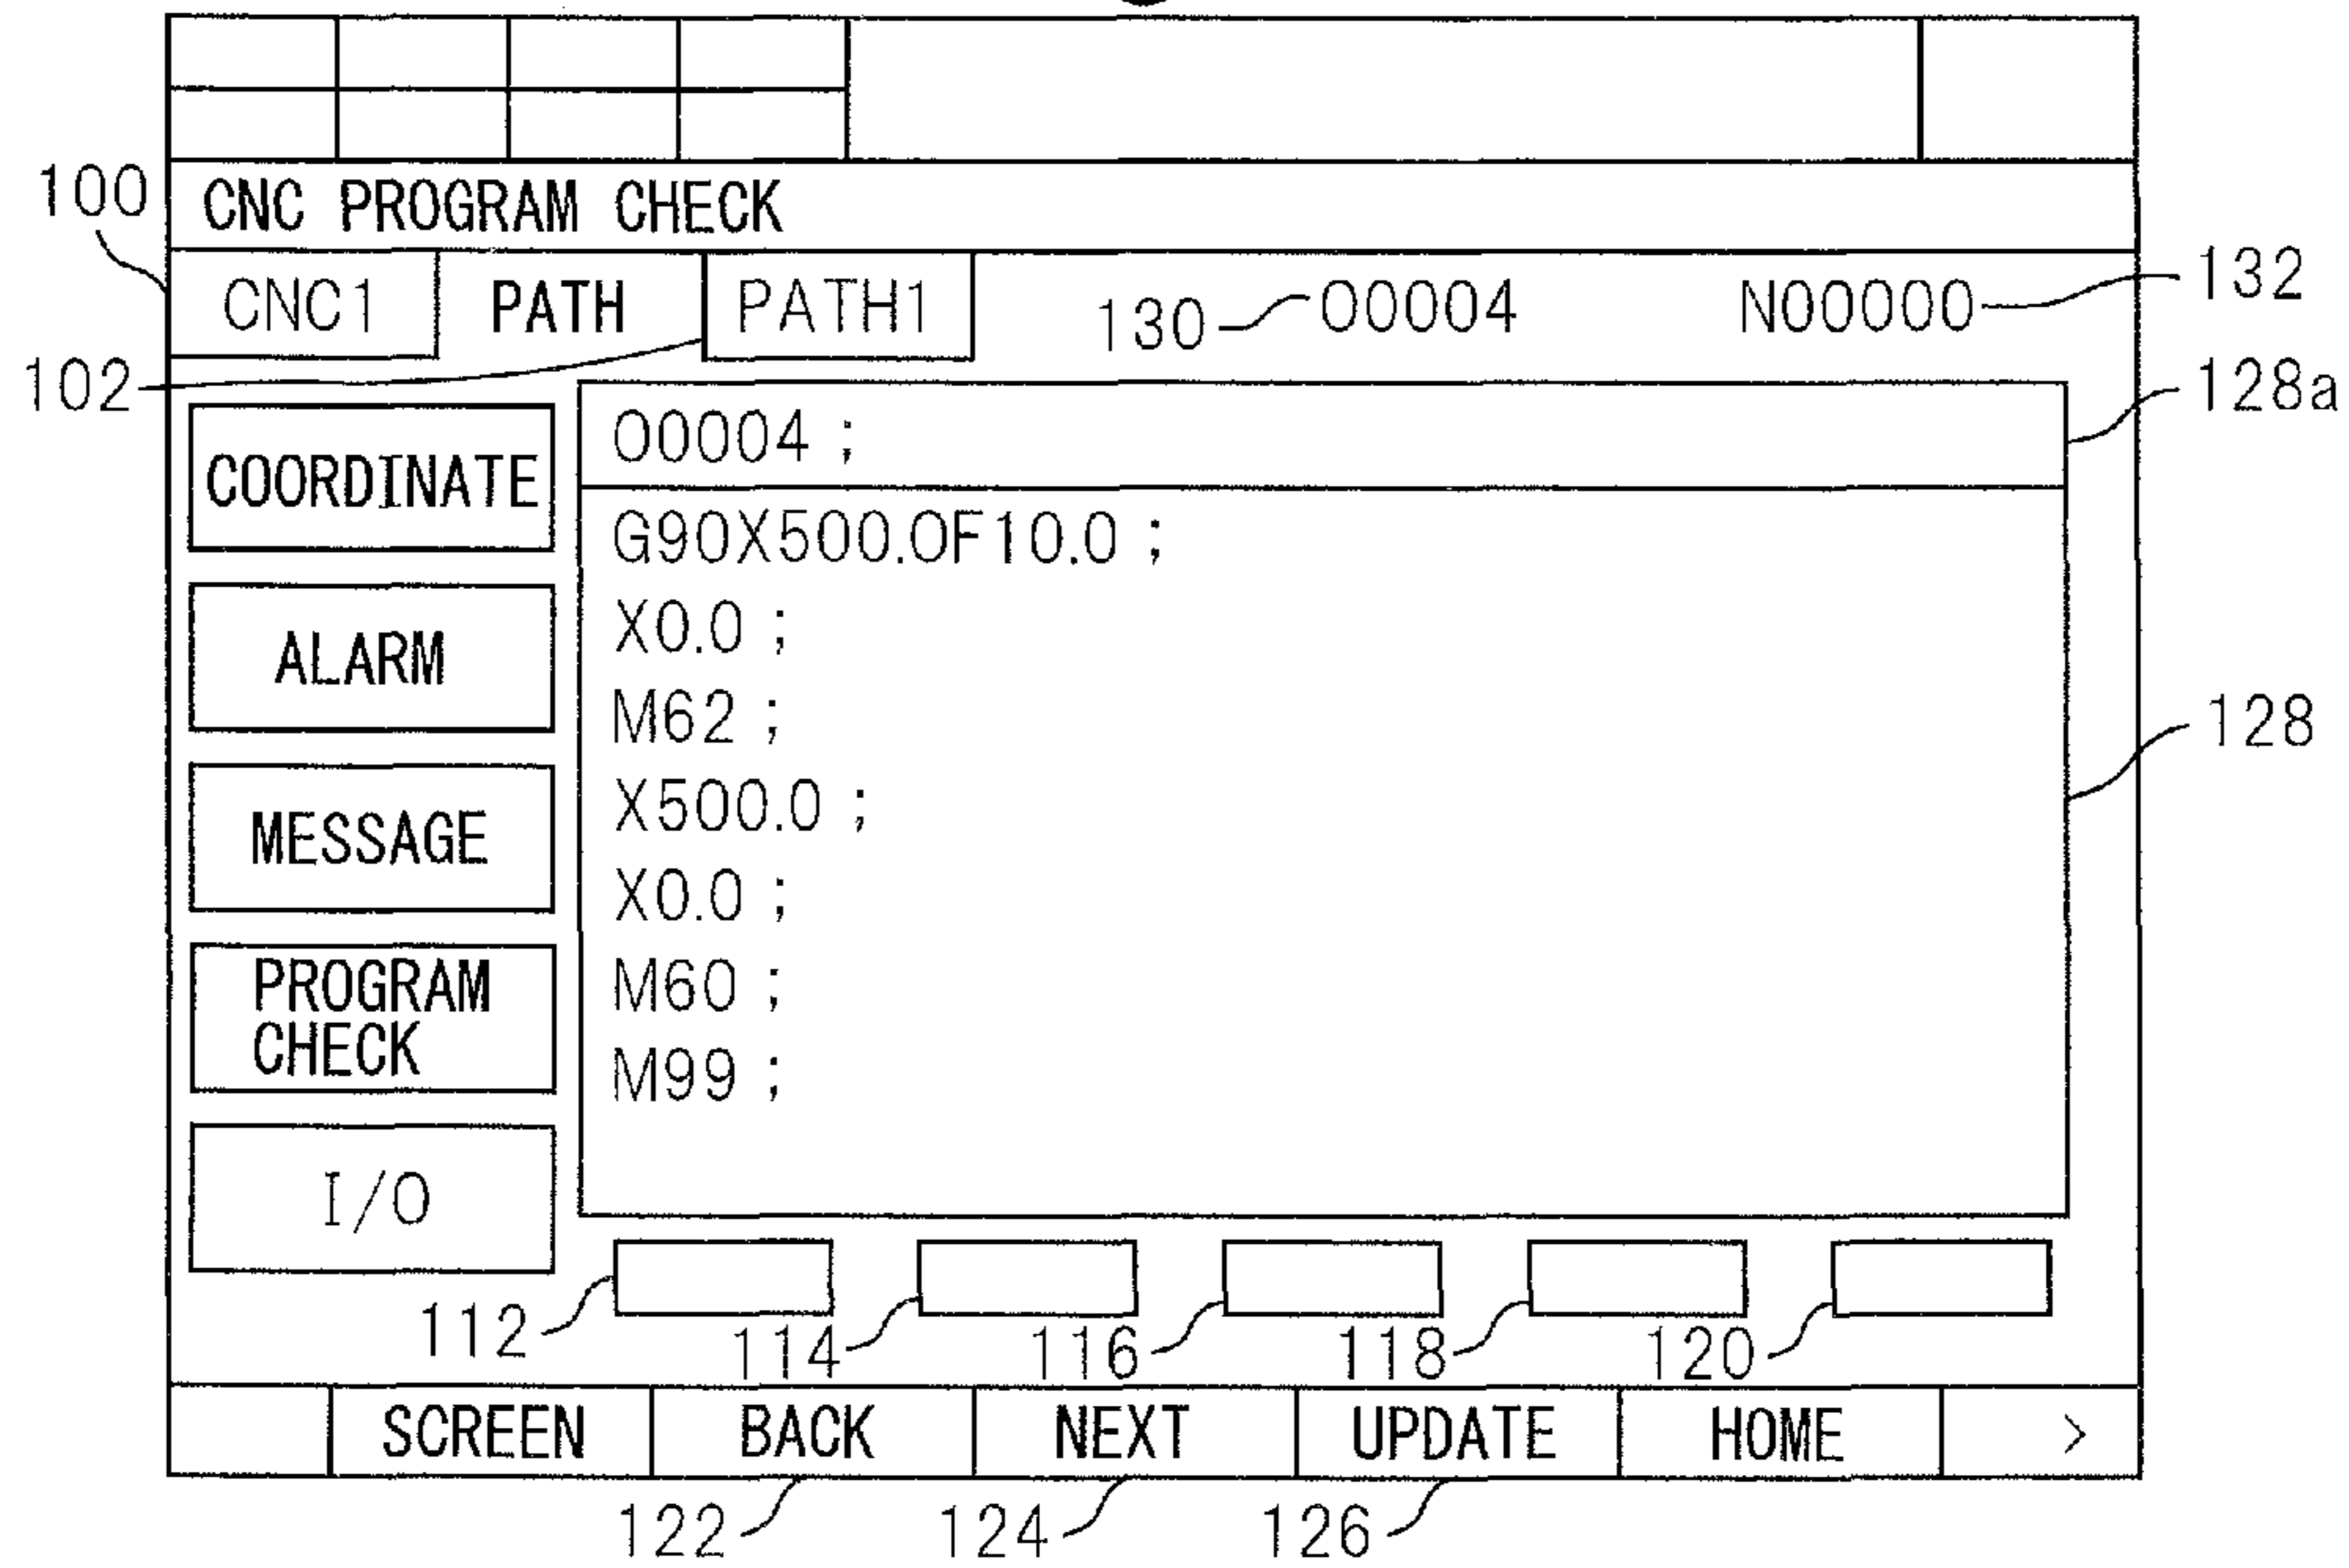 100 CNC PROGRAM CHECK
CNC1 PATH PATH1 130 O0004 N00000 132
102
128a
O0004 ;
COORDINATE
G90X500.0F10.0 ;
X0.0 ;
ALARM
M62 ;
128
X500.0 ;
MESSAGE
X0.0 ;
M60 ;
PROGRAM
CHECK
M99 ;
I/O
112 114 116 118 120
SCREEN BACK NEXT UPDATE HOME >
122 124 126